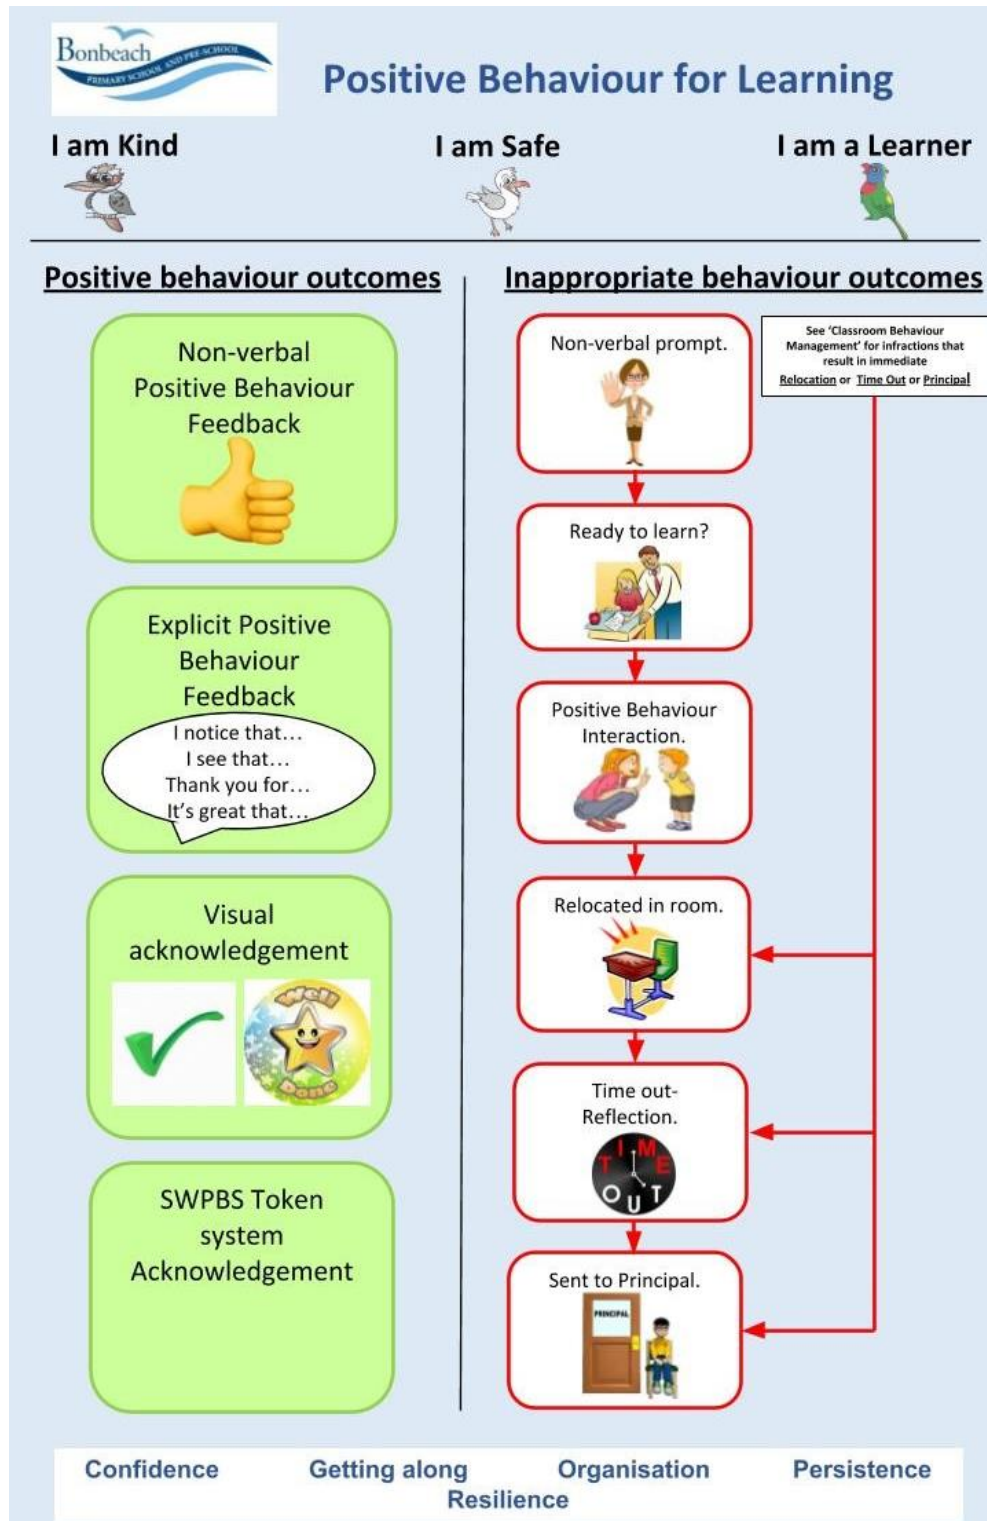 Bonbeach
PRIMARY SCHOOL AND PRE-SCHOOL
Positive Behaviour for Learning
I am Kind
I am Safe
I am a Learner
Positive behaviour outcomes
Non-verbal
Positive Behaviour
Feedback
Explicit Positive
Behaviour
Feedback
I notice that…
I see that…
Thank you for…
It's great that…
Visual
acknowledgement
Well
Done
SWPBS Token
system
Acknowledgement
Inappropriate behaviour outcomes
Non-verbal prompt.
See 'Classroom Behaviour
Management' for infractions that
result in immediate
Relocation or Time Out or Principal
Ready to learn?
Positive Behaviour
Interaction.
Relocated in room.
Time out-
Reflection.
TIME
OUT
Sent to Principal.
PRINCIPAL
Confidence Getting along Organisation Persistence
Resilience